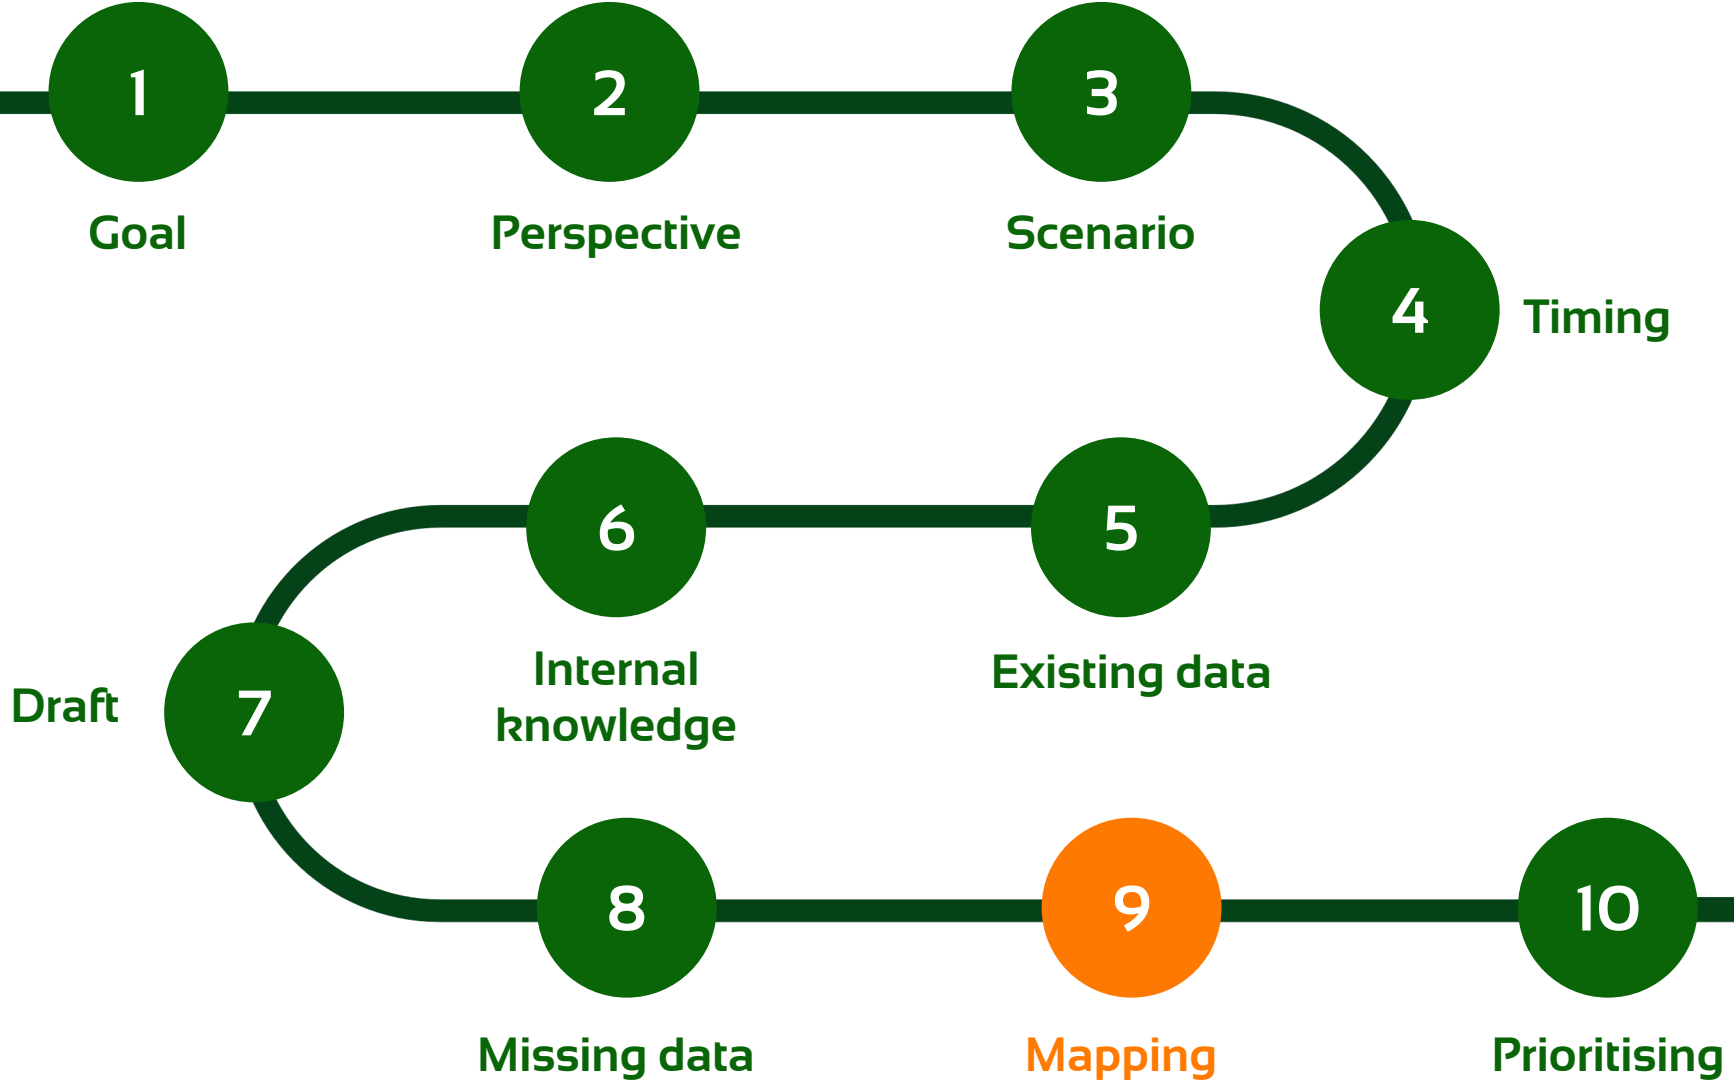 1
Goal
2
Perspective
3
Scenario
4
Timing
5
Existing data
6
Internal
knowledge
7
Draft
8
Missing data
9
Mapping
10
Prioritising